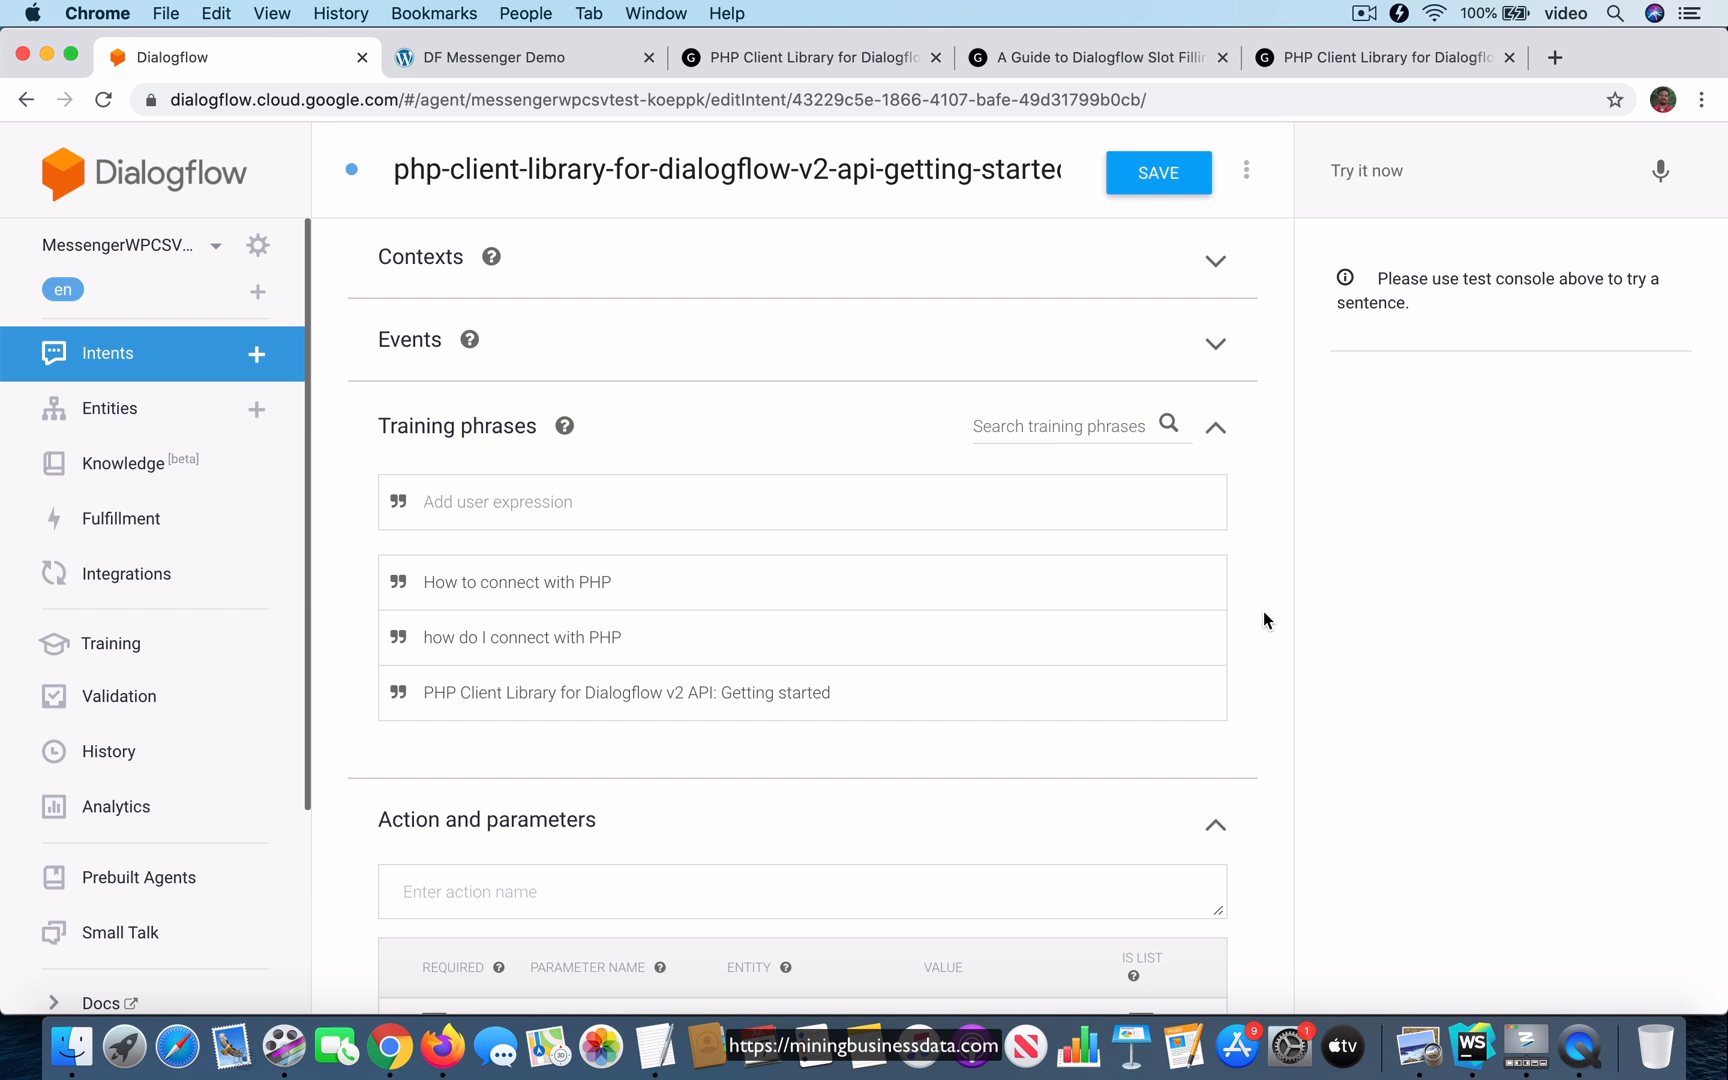 Chrome File Edit View History Bookmarks People Tab Window Help 100% video
Dialogflow DF Messenger Demo PHP Client Library for Dialogfl A Guide to Dialogflow Slot Fillin PHP Client Library for Dialogfl
dialogflow.cloud.google.com/#/agent/messengerwpcsvtest-koeppk/editIntent/43229c5e-1866-4107-bafe-49d31799b0cb/
Dialogflow
php-client-library-for-dialogflow-v2-api-getting-started
SAVE
Try it now
MessengerWPCSV...
en
Intents
Entities
Knowledge [beta]
Fulfillment
Integrations
Training
Validation
History
Analytics
Prebuilt Agents
Small Talk
Docs
Contexts
Events
Training phrases
Search training phrases
Add user expression
How to connect with PHP
how do I connect with PHP
PHP Client Library for Dialogflow v2 API: Getting started
Action and parameters
Enter action name
REQUIRED PARAMETER NAME ENTITY VALUE IS LIST
Please use test console above to try a
sentence.
https://miningbusinessdata.com
9
1
tv
WS
3D